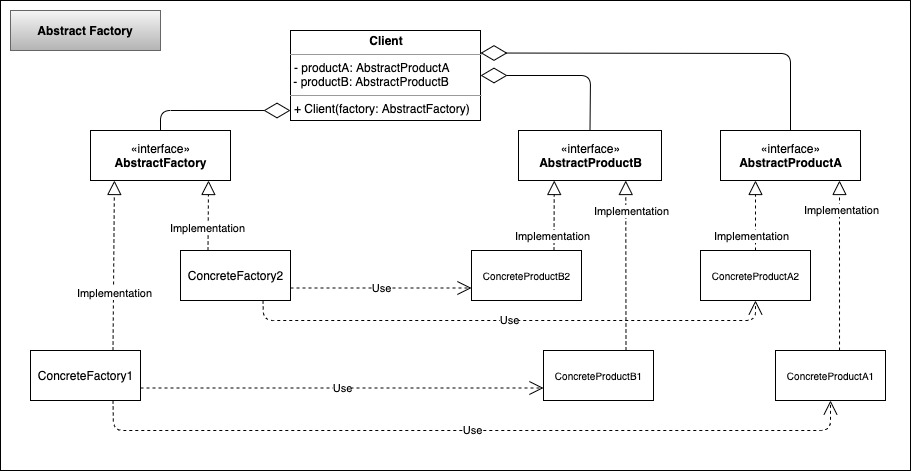 Abstract Factory
Client
- productA: AbstractProductA
- productB: AbstractProductB
+ Client(factory: AbstractFactory)
«interface»
AbstractFactory
«interface»
AbstractProductB
«interface»
AbstractProductA
Implementation
Implementation
Implementation
Implementation
Implementation
Implementation
ConcreteFactory2
ConcreteProductB2
ConcreteProductA2
Use
Use
ConcreteFactory1
ConcreteProductB1
ConcreteProductA1
Use
Use